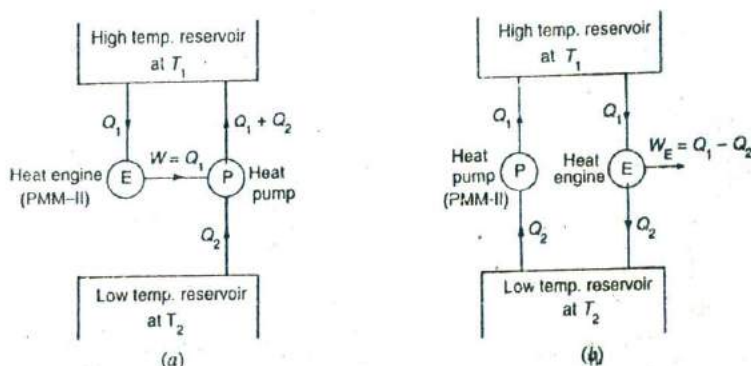 High temp. reservoir
at T₁
Q₁
Q₁ + Q₂
W = Q₁
Heat engine
(PMM–II)
E
P
Heat
pump
Q₂
Low temp. reservoir
at T₂
(a)
High temp. reservoir
at T₁
Q₁
Q₁
W_E = Q₁ – Q₂
Heat
pump
(PMM-II)
P
Heat
engine
E
Q₂
Q₂
Low temp. reservoir
at T₂
(b)